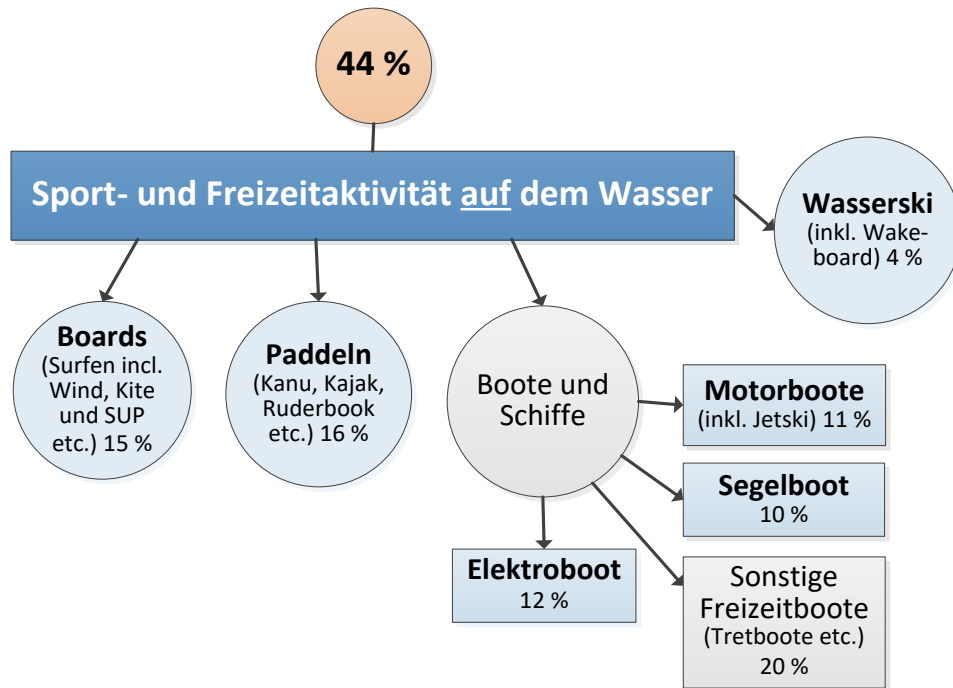 44 %
Sport- und Freizeitaktivität auf dem Wasser
Wasserski
(inkl. Wake-
board) 4 %
Boards
(Surfen incl.
Wind, Kite
und SUP
etc.) 15 %
Paddeln
(Kanu, Kajak,
Ruderbook
etc.) 16 %
Boote und
Schiffe
Motorboote
(inkl. Jetski) 11 %
Segelboot
10 %
Elektroboot
12 %
Sonstige
Freizeitboote
(Tretboote etc.)
20 %